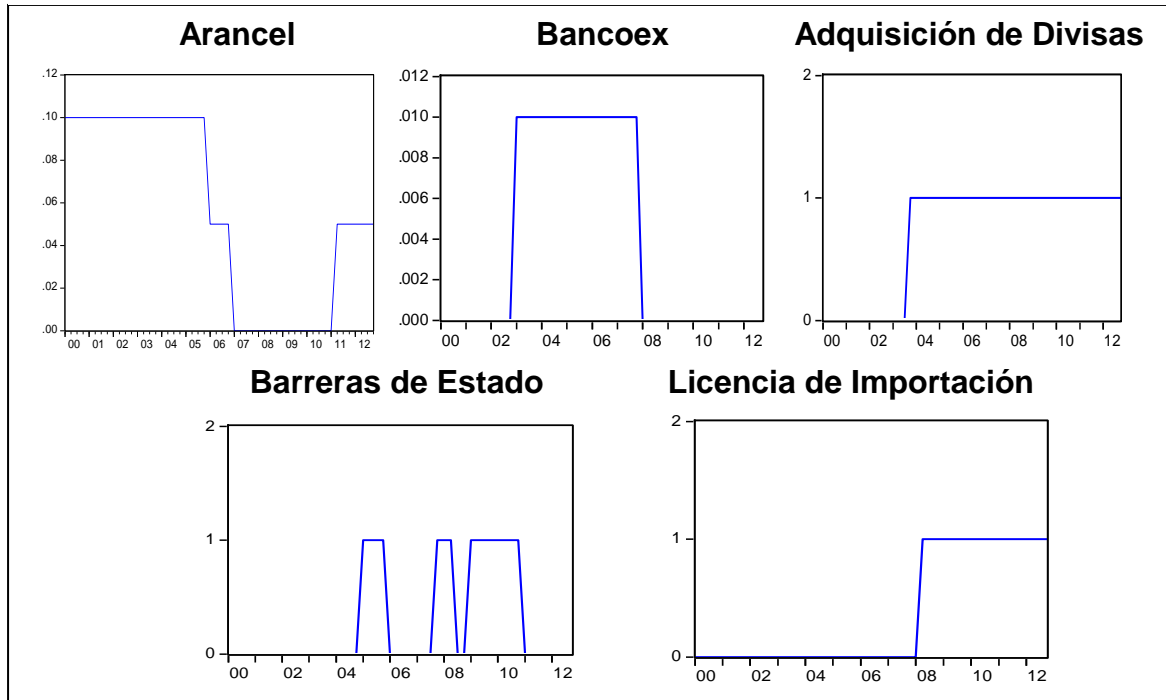 Arancel
Bancoex
Adquisición de Divisas
.12
.10
.08
.06
.04
.02
.00
00 01 02 03 04 05 06 07 08 09 10 11 12
.012
.010
.008
.006
.004
.002
.000
00 02 04 06 08 10 12
2
1
0
00 02 04 06 08 10 12
Barreras de Estado
Licencia de Importación
2
1
0
00 02 04 06 08 10 12
2
1
0
00 02 04 06 08 10 12